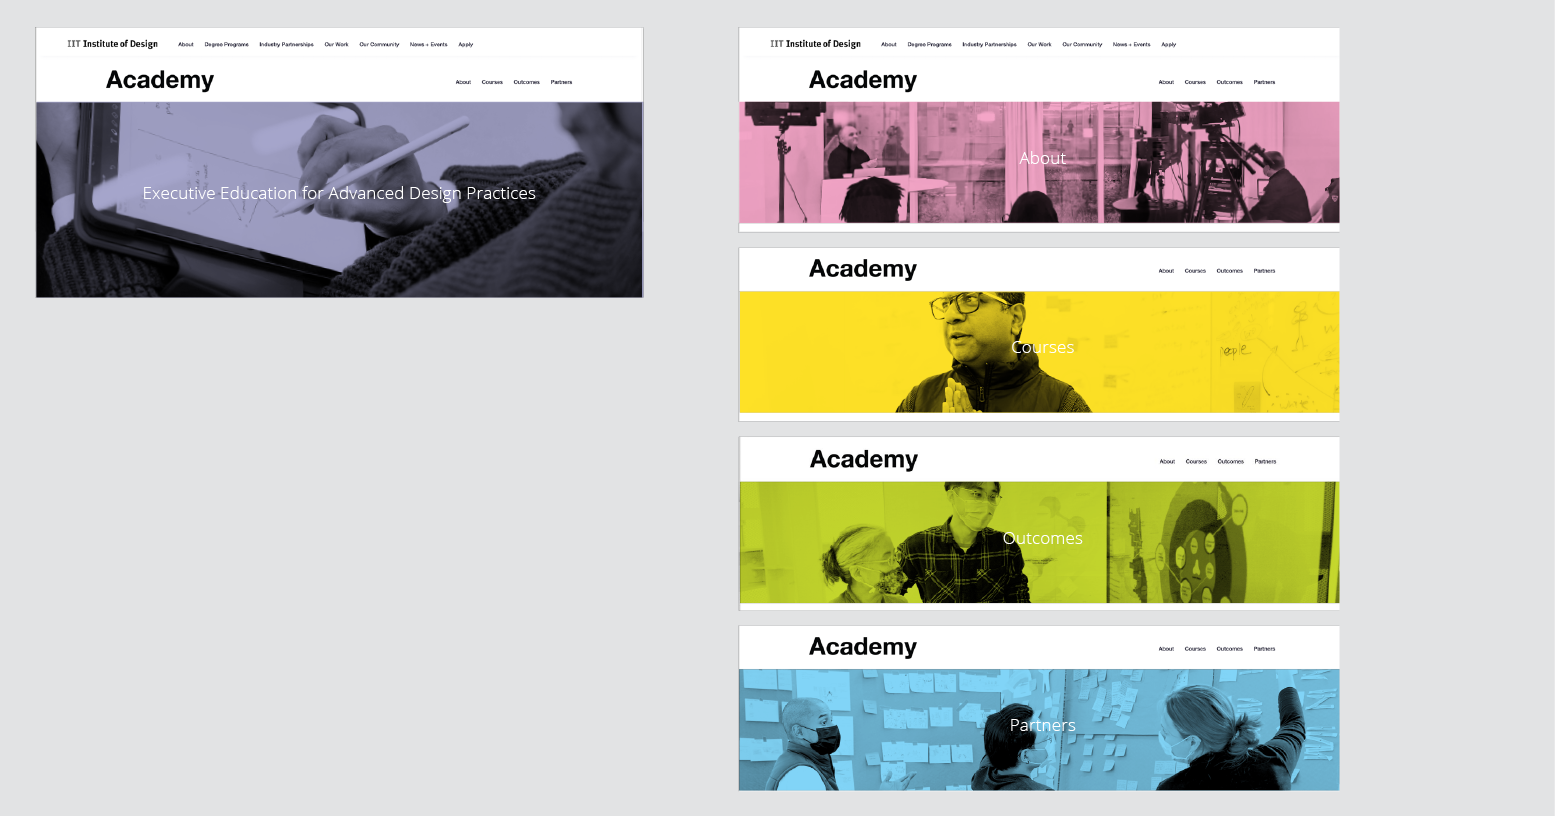 IIT Institute of Design About Degree Programs Industry Partnerships Our Work Our Community News + Events Apply
Academy About Courses Outcomes Partners
Executive Education for Advanced Design Practices
IIT Institute of Design About Degree Programs Industry Partnerships Our Work Our Community News + Events Apply
Academy About Courses Outcomes Partners
About
Academy About Courses Outcomes Partners
Courses
people
Academy About Courses Outcomes Partners
Outcomes
Academy About Courses Outcomes Partners
Partners